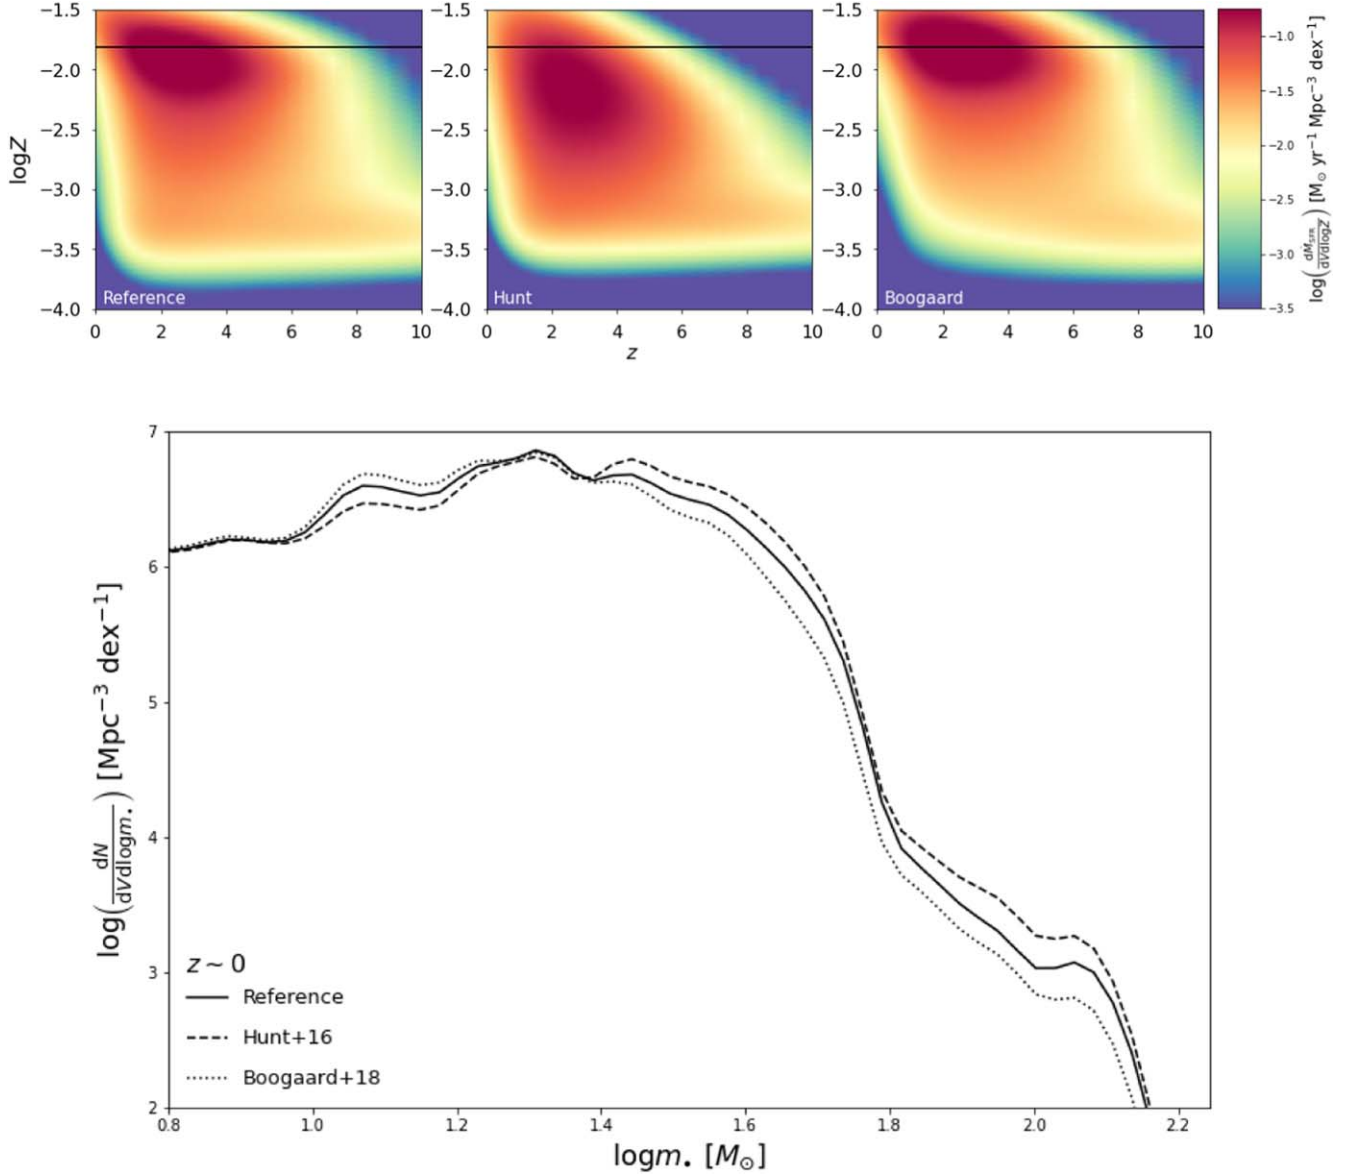 −1.5
−2.0
−2.5
−3.0
−3.5
−4.0
logZ
Reference
0 2 4 6 8 10
−1.5
−2.0
−2.5
−3.0
−3.5
−4.0
Hunt
0 2 4 6 8 10
z
−1.5
−2.0
−2.5
−3.0
−3.5
−4.0
Boogaard
0 2 4 6 8 10
−1.0
−1.5
−2.0
−2.5
−3.0
−3.5
log(dṀSFR/dVdlogZ) [M⊙ yr−1 Mpc−3 dex−1]
7
6
5
4
3
2
log(dN/dVdlogm•) [Mpc−3 dex−1]
z ~ 0
Reference
Hunt+16
Boogaard+18
0.8 1.0 1.2 1.4 1.6 1.8 2.0 2.2
logm• [M⊙]